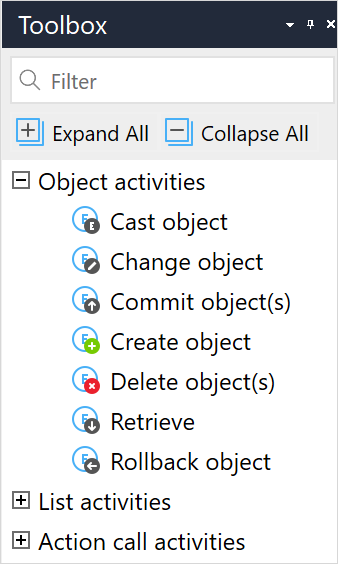 Toolbox
Filter
Expand All Collapse All
Object activities
Cast object
Change object
Commit object(s)
Create object
Delete object(s)
Retrieve
Rollback object
List activities
Action call activities